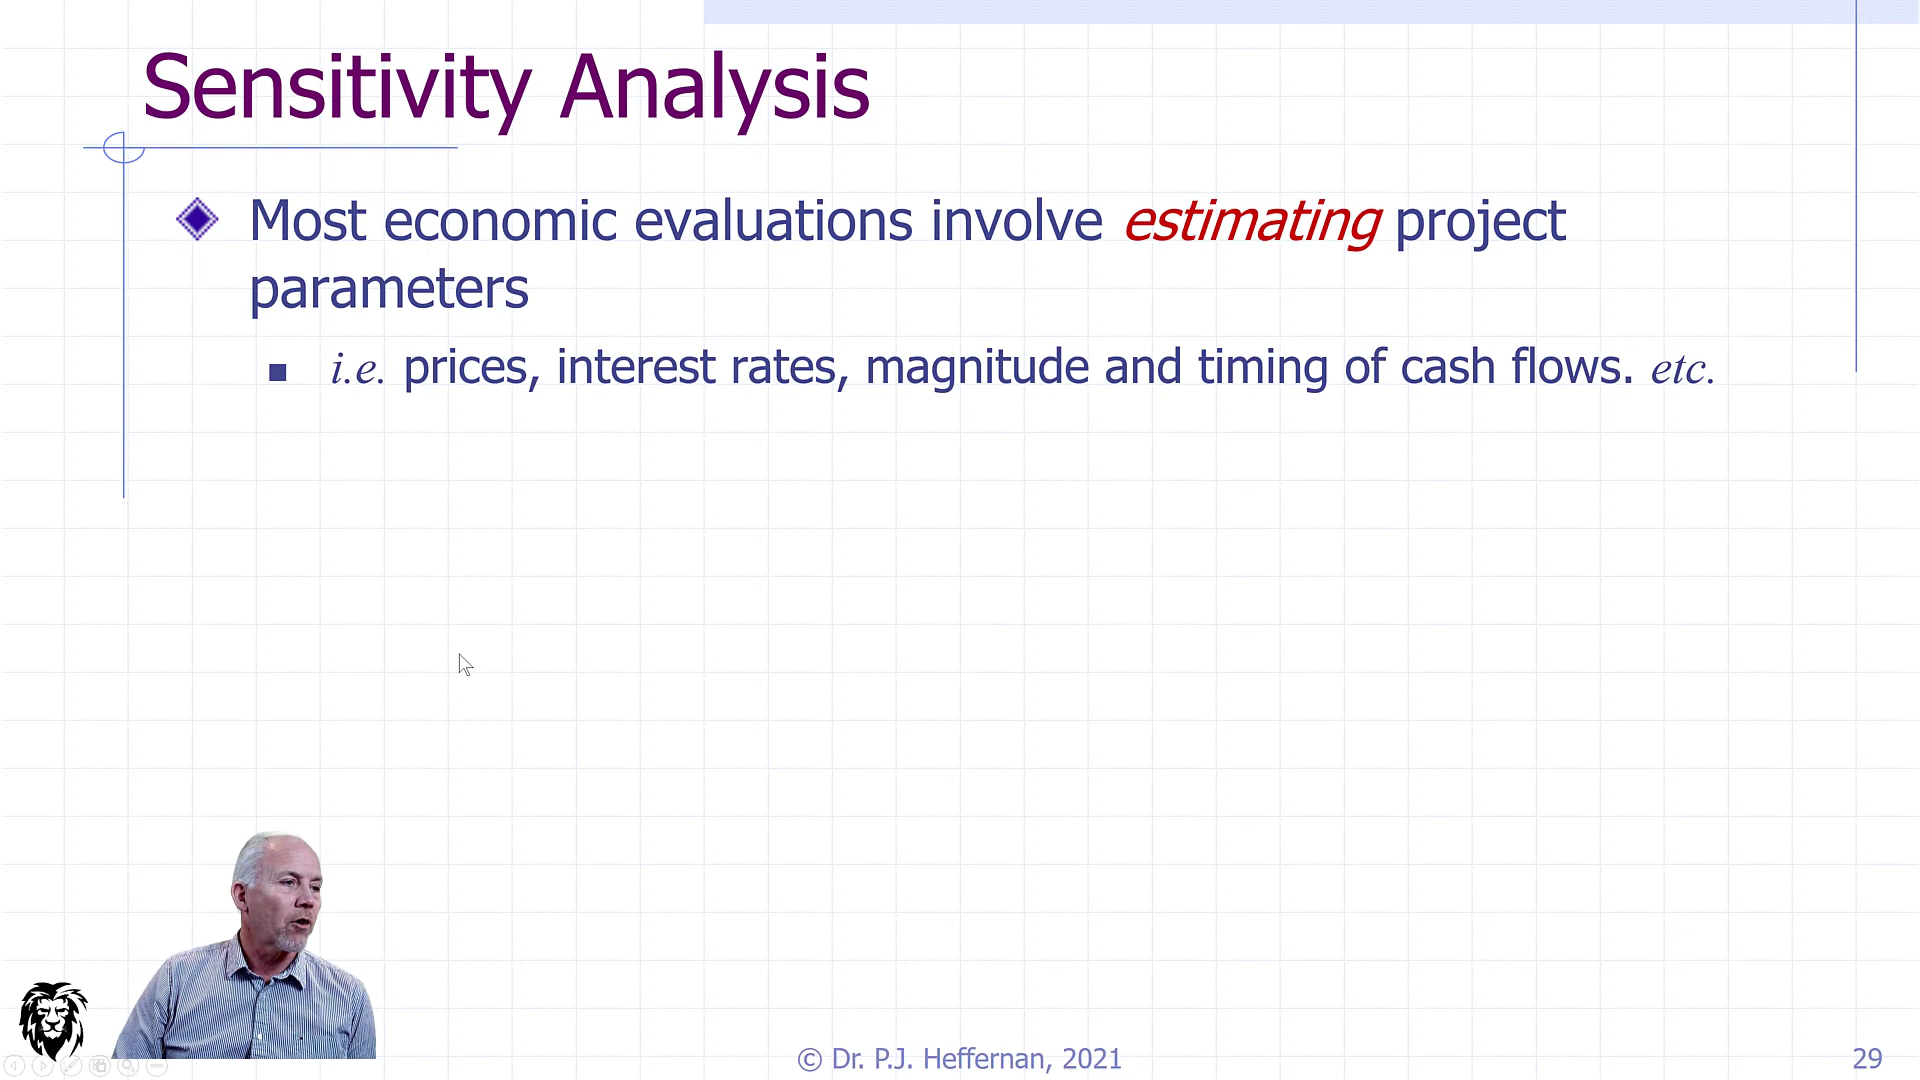 Sensitivity Analysis
Most economic evaluations involve estimating project
parameters
i.e. prices, interest rates, magnitude and timing of cash flows. etc.
© Dr. P.J. Heffernan, 2021
29